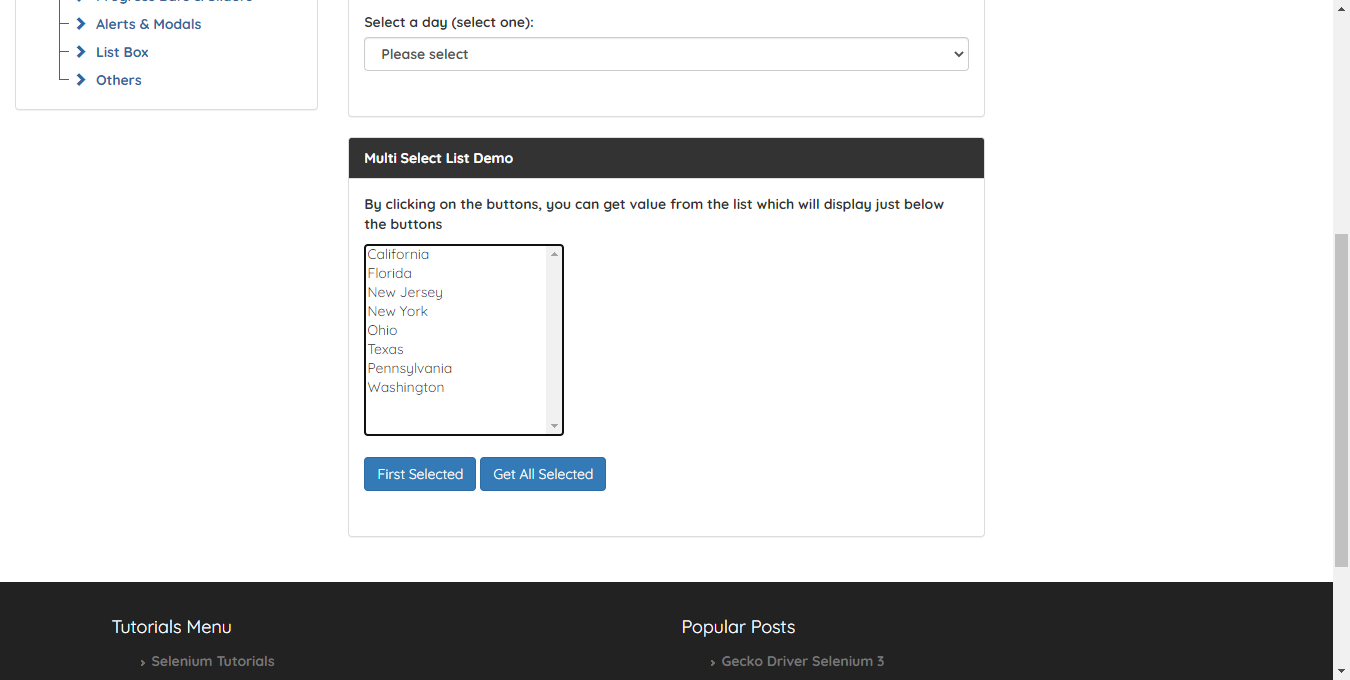 Alerts & Modals
List Box
Others
Select a day (select one):
Please select
Multi Select List Demo
By clicking on the buttons, you can get value from the list which will display just below
the buttons
California
Florida
New Jersey
New York
Ohio
Texas
Pennsylvania
Washington
First Selected
Get All Selected
Tutorials Menu
Selenium Tutorials
Popular Posts
Gecko Driver Selenium 3